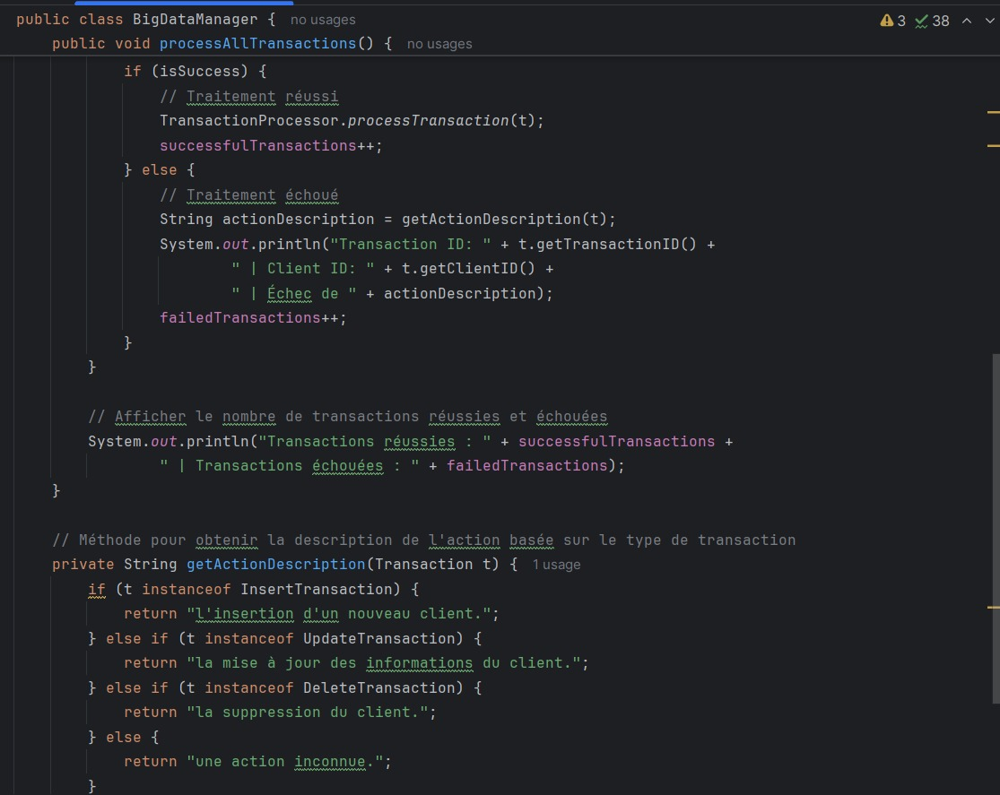 public class BigDataManager { no usages
3 38
public void processAllTransactions() { no usages
if (isSuccess) {
// Traitement réussi
TransactionProcessor.processTransaction(t);
successfulTransactions++;
} else {
// Traitement échoué
String actionDescription = getActionDescription(t);
System.out.println("Transaction ID: " + t.getTransactionID() +
" | Client ID: " + t.getClientID() +
" | Échec de " + actionDescription);
failedTransactions++;
}
}
// Afficher le nombre de transactions réussies et échouées
System.out.println("Transactions réussies : " + successfulTransactions +
" | Transactions échouées : " + failedTransactions);
}
// Méthode pour obtenir la description de l'action basée sur le type de transaction
private String getActionDescription(Transaction t) { 1 usage
if (t instanceof InsertTransaction) {
return "l'insertion d'un nouveau client.";
} else if (t instanceof UpdateTransaction) {
return "la mise à jour des informations du client.";
} else if (t instanceof DeleteTransaction) {
return "la suppression du client.";
} else {
return "une action inconnue.";
}